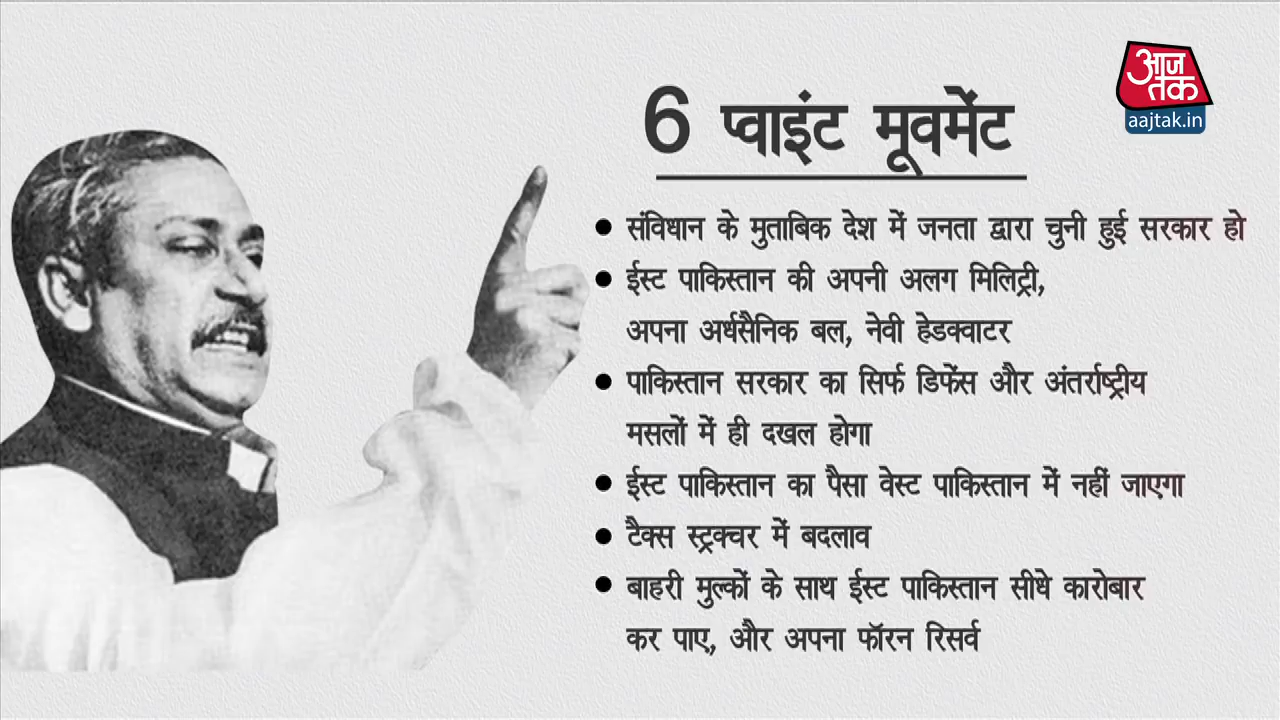 आज
तक
aajtak.in
6 प्वाइंट मूवमेंट
• संविधान के मुताबिक देश में जनता द्वारा चुनी हुई सरकार हो
• ईस्ट पाकिस्तान की अपनी अलग मिलिट्री,
अपना अर्धसैनिक बल, नेवी हेडक्वाटर
• पाकिस्तान सरकार का सिर्फ डिफेंस और अंतर्राष्ट्रीय
मसलों में ही दखल होगा
• ईस्ट पाकिस्तान का पैसा वेस्ट पाकिस्तान में नहीं जाएगा
• टैक्स स्ट्रक्चर में बदलाव
• बाहरी मुल्कों के साथ ईस्ट पाकिस्तान सीधे कारोबार
कर पाए, और अपना फॉरन रिसर्व